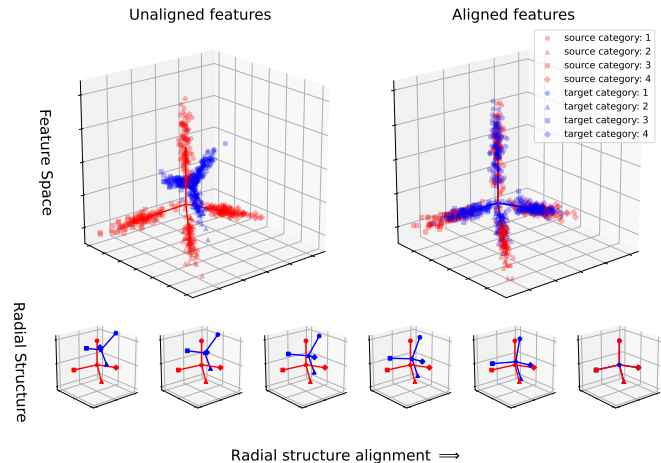 Unaligned features
Aligned features
source category: 1
source category: 2
source category: 3
source category: 4
target category: 1
target category: 2
target category: 3
target category: 4
Feature Space
Radial Structure
Radial structure alignment ⟹